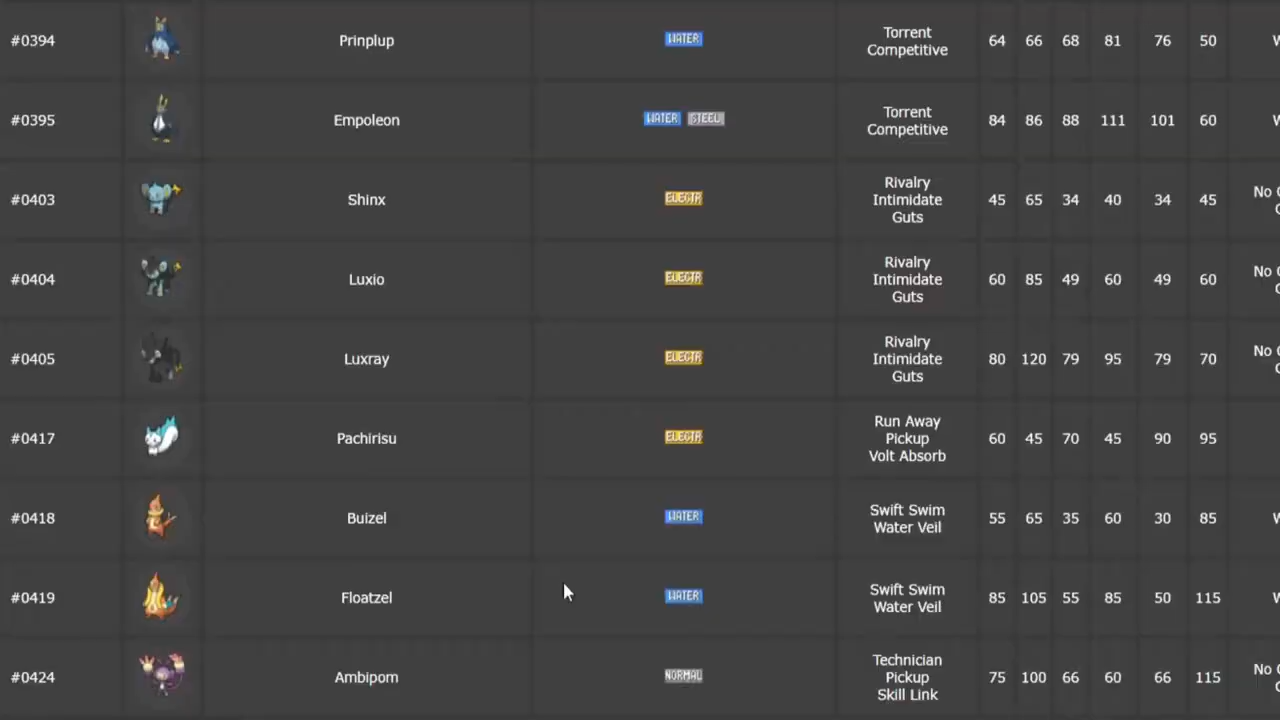 #0394 Prinplup WATER Torrent Competitive 64 66 68 81 76 50 W
#0395 Empoleon WATER STEEL Torrent Competitive 84 86 88 111 101 60 W
#0403 Shinx ELECTR Rivalry Intimidate Guts 45 65 34 40 34 45 No
#0404 Luxio ELECTR Rivalry Intimidate Guts 60 85 49 60 49 60 No
#0405 Luxray ELECTR Rivalry Intimidate Guts 80 120 79 95 79 70 No
#0417 Pachirisu ELECTR Run Away Pickup Volt Absorb 60 45 70 45 90 95
#0418 Buizel WATER Swift Swim Water Veil 55 65 35 60 30 85 W
#0419 Floatzel WATER Swift Swim Water Veil 85 105 55 85 50 115 W
#0424 Ambipom NORMAL Technician Pickup Skill Link 75 100 66 60 66 115 No